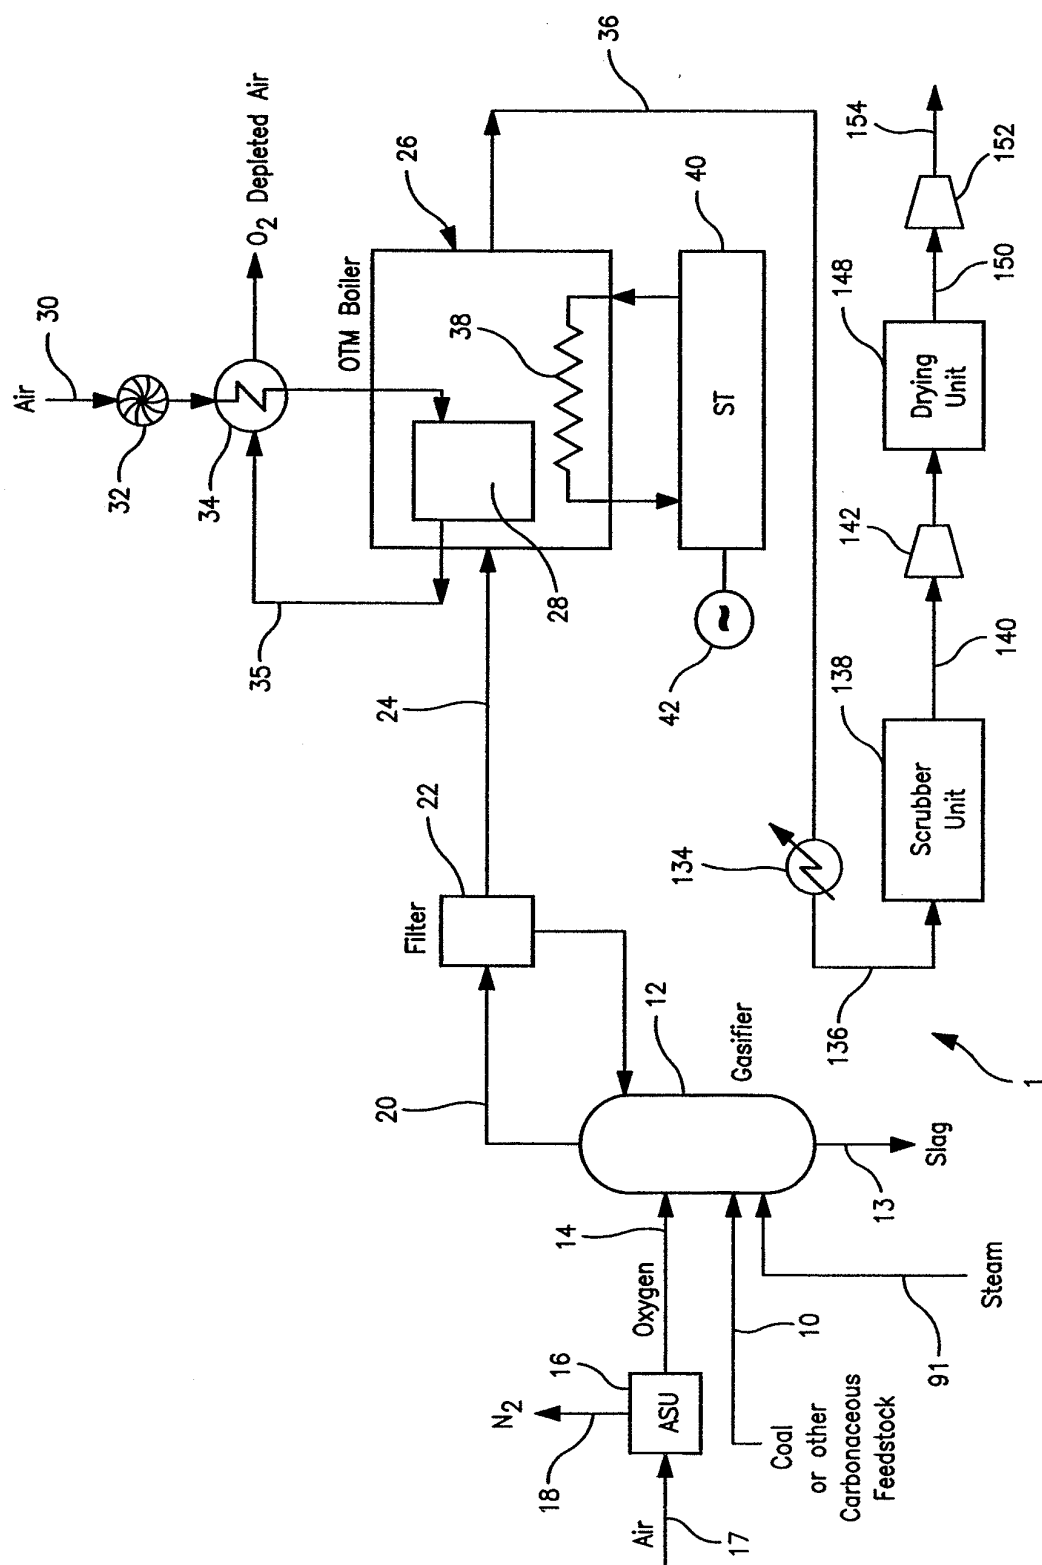 Air
30
32
34
O2 Depleted Air
35
OTM Boiler
26
36
28
38
40
ST
42
24
Filter
22
20
12
Gasifier
Slag
13
N2
18
16
ASU
Air
17
Oxygen
14
10
Coal
or other
Carbonaceous
Feedstock
91
Steam
134
136
138
Scrubber
Unit
140
142
148
Drying
Unit
150
152
154
1